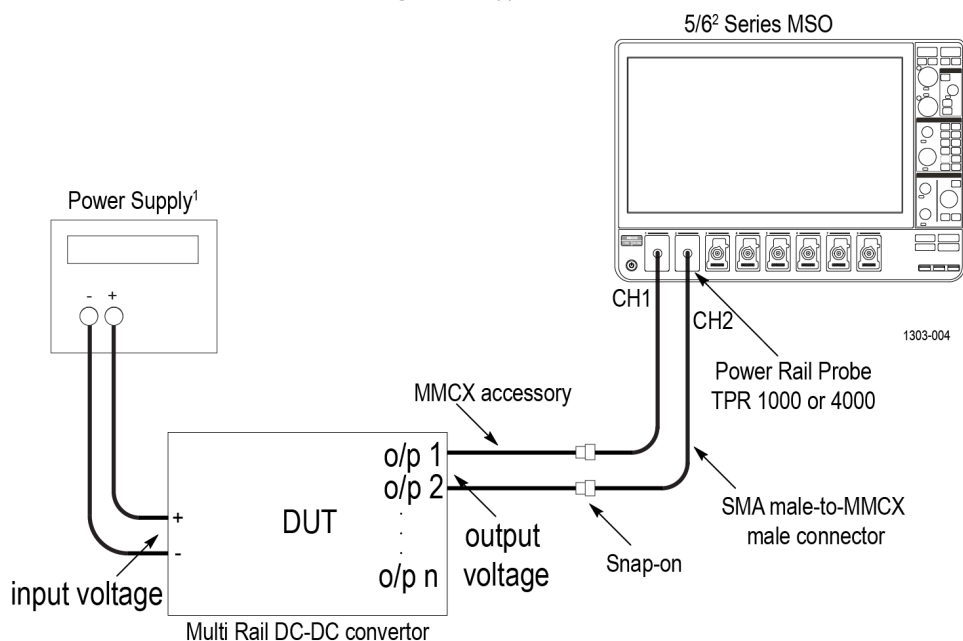 5/6² Series MSO
Power Supply¹
- +
CH1
CH2
1303-004
Power Rail Probe
TPR 1000 or 4000
MMCX accessory
o/p 1
o/p 2
.
.
.
o/p n
+
-
DUT
output
voltage
SMA male-to-MMCX
male connector
Snap-on
input voltage
Multi Rail DC-DC convertor